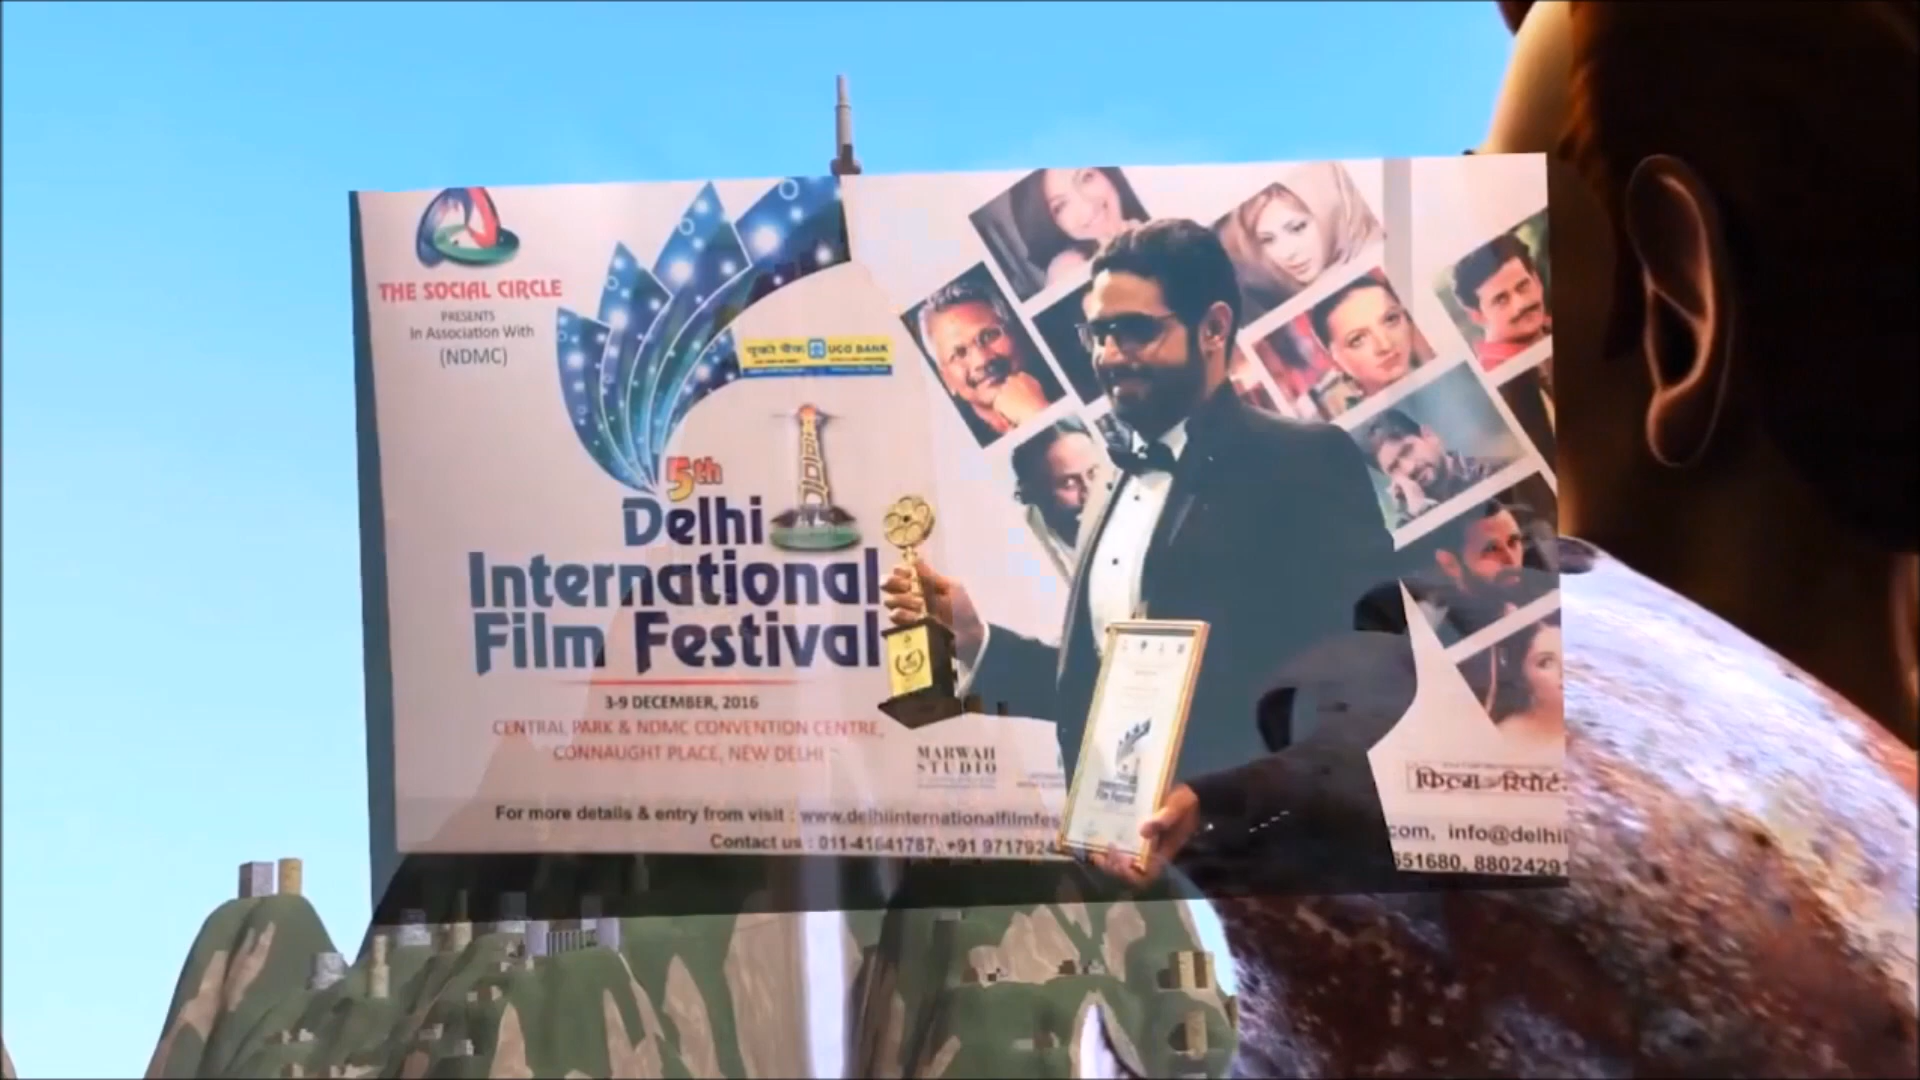 THE SOCIAL CIRCLE
PRESENTS
In Association With
(NDMC)
यूको बैंक UCO BANK
5th
Delhi
International
Film Festival
3-9 DECEMBER, 2016
CENTRAL PARK & NDMC CONVENTION CENTRE,
CONNAUGHT PLACE, NEW DELHI
MARWAH
STUDIO
फिल्म रिपोर्ट
For more details & entry from visit : www.delhiinternationalfilmfes
com, info@delhii
Contact us : 011-41641787, +91 9717924
651680, 88024291